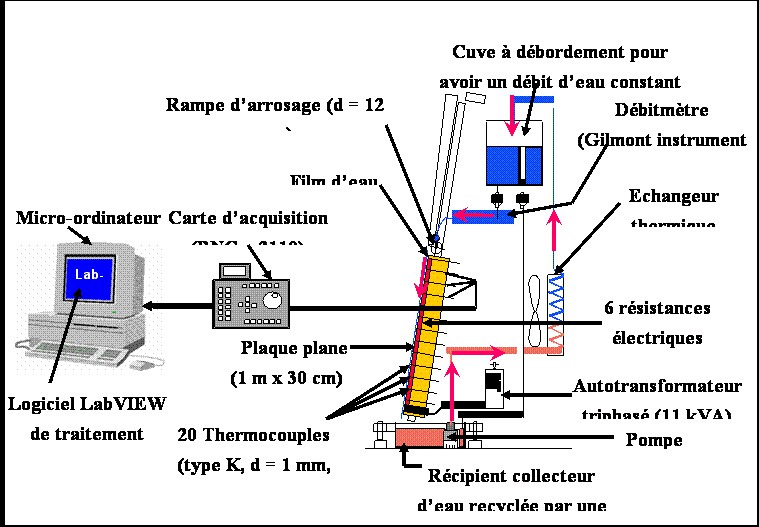 Cuve à débordement pour
avoir un débit d'eau constant
Rampe d'arrosage (d = 12
Débitmètre
(Gilmont instrument
Film d'eau
Echangeur
thermique
Micro-ordinateur
Carte d'acquisition
Lab-
6 résistances
électriques
Plaque plane
(1 m x 30 cm)
Autotransformateur
triphasé (11 kVA)
Logiciel LabVIEW
de traitement
20 Thermocouples
(type K, d = 1 mm,
Pompe
Récipient collecteur
d'eau recyclée par une